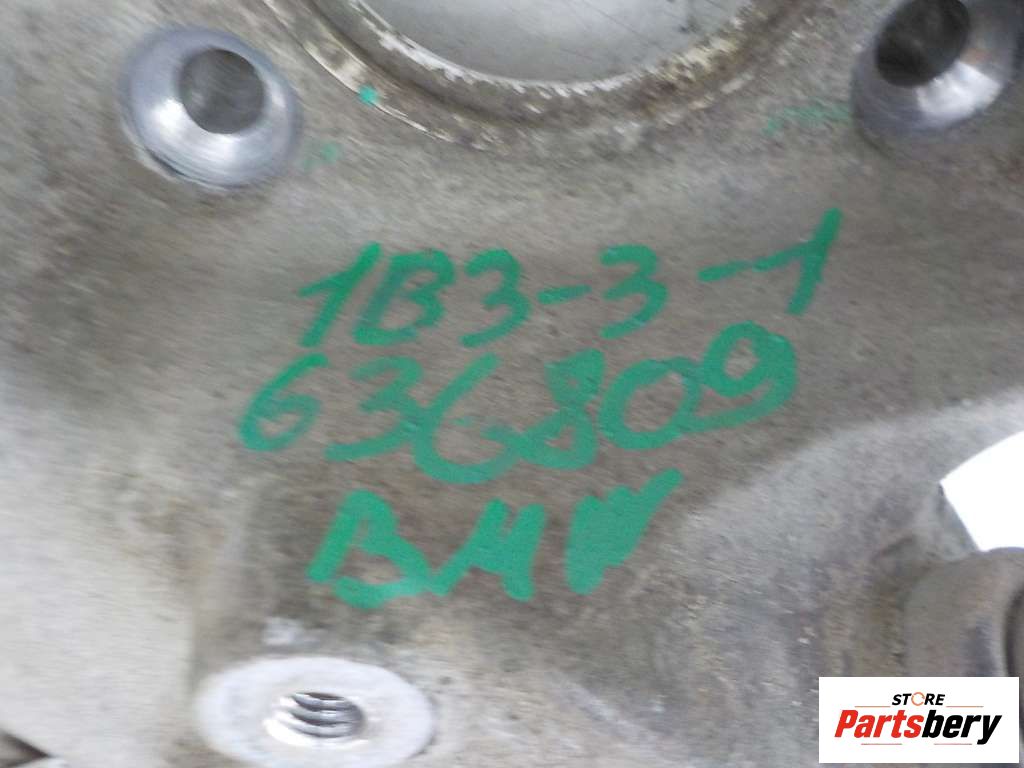 1B3-3-1
636809
BMW
STORE
Partsbery